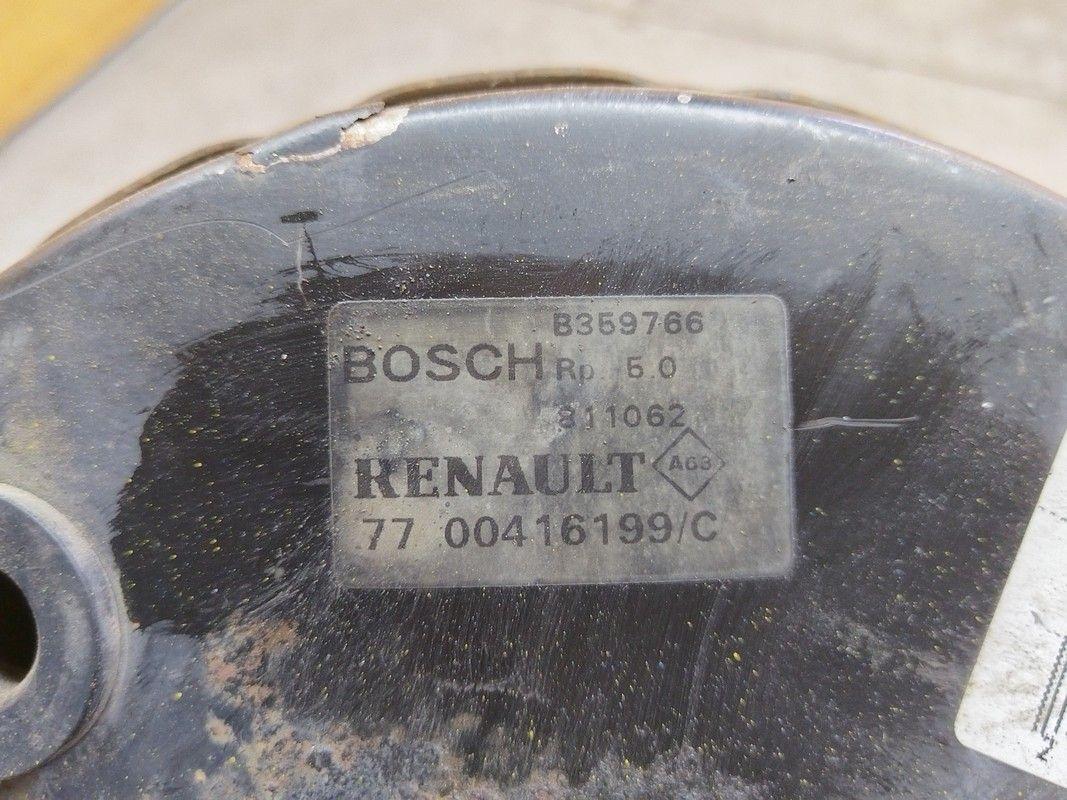 B359766
BOSCH Rp 5.0
811062
RENAULT A63
77 00416199/C